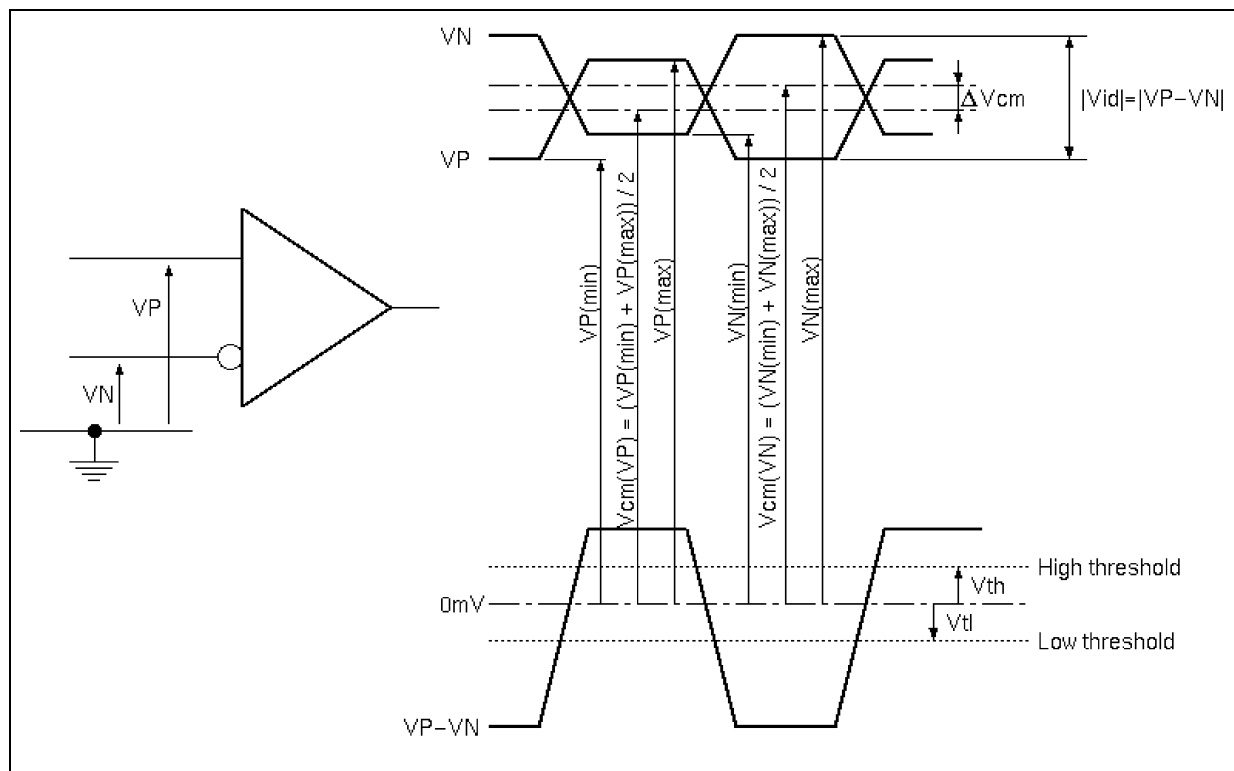 VN
ΔVcm
|Vid|=|VP−VN|
VP
VP
VN
VP(min)
Vcm(VP) = (VP(min) + VP(max)) / 2
VP(max)
VN(min)
Vcm(VN) = (VN(min) + VN(max)) / 2
VN(max)
High threshold
Vth
0mV
Vtl
Low threshold
VP−VN